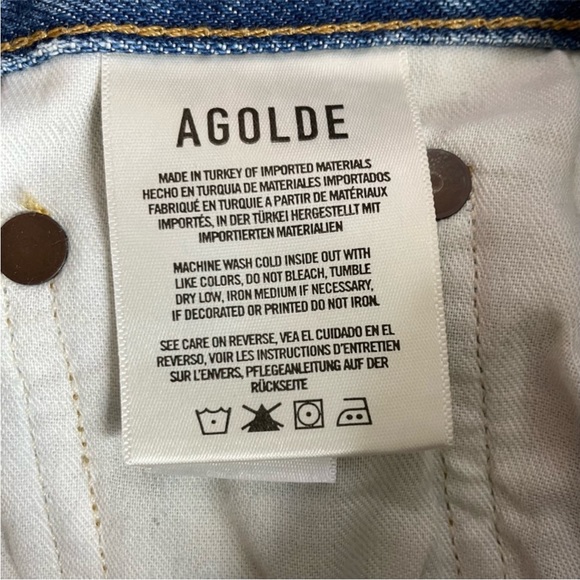 AGOLDE
MADE IN TURKEY OF IMPORTED MATERIALS
HECHO EN TURQUIA DE MATERIALES IMPORTADOS
FABRIQUÉ EN TURQUIE A PARTIR DE MATÉRIAUX
IMPORTÉS, IN DER TÜRKEI HERGESTELLT MIT
IMPORTIERTEN MATERIALIEN
MACHINE WASH COLD INSIDE OUT WITH
LIKE COLORS, DO NOT BLEACH, TUMBLE
DRY LOW, IRON MEDIUM IF NECESSARY,
IF DECORATED OR PRINTED DO NOT IRON.
SEE CARE ON REVERSE, VEA EL CUIDADO EN EL
REVERSO, VOIR LES INSTRUCTIONS D'ENTRETIEN
SUR L'ENVERS, PFLEGEANLEITUNG AUF DER
RÜCKSEITE